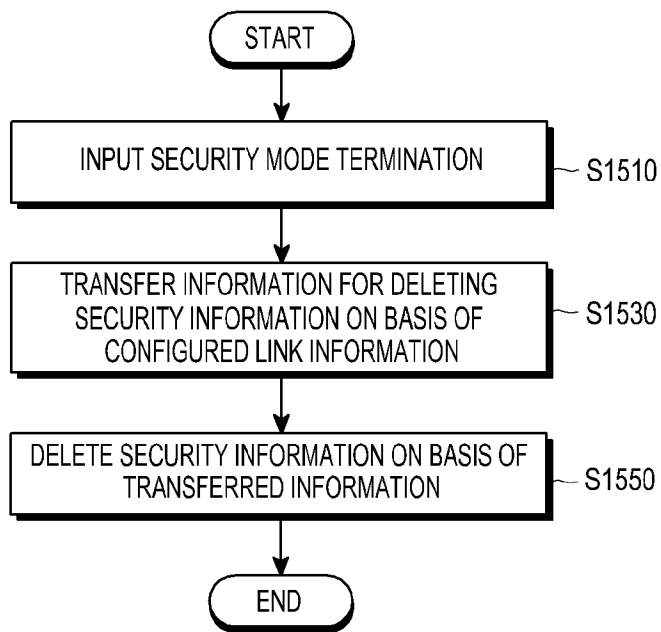 START
INPUT SECURITY MODE TERMINATION
S1510
TRANSFER INFORMATION FOR DELETING
SECURITY INFORMATION ON BASIS OF
CONFIGURED LINK INFORMATION
S1530
DELETE SECURITY INFORMATION ON BASIS OF
TRANSFERRED INFORMATION
S1550
END